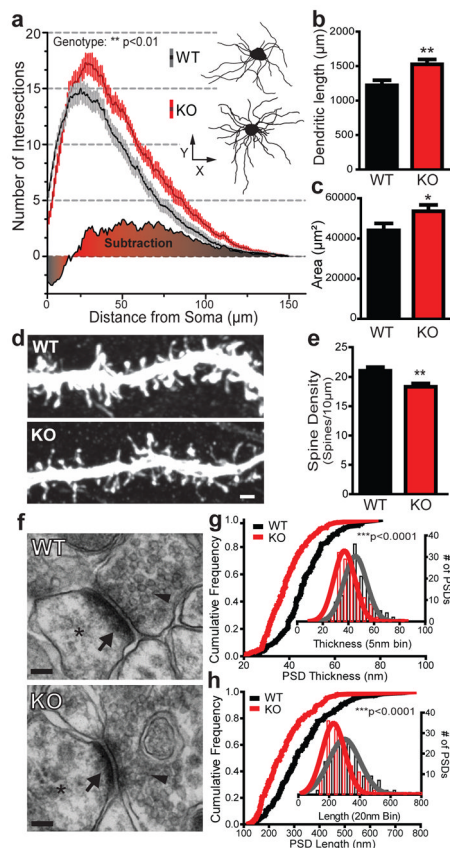 a
Genotype: ** p<0.01
WT
KO
Y
X
Number of Intersections
20
15
10
5
0
Subtraction
0
50
100
150
Distance from Soma (µm)
b
Dendritic length (µm)
2000
1500
1000
500
0
**
WT
KO
c
Area (µm²)
60000
40000
20000
0
*
WT
KO
d
WT
KO
e
Spine Density
(Spines/10µm)
25
20
15
10
5
0
**
WT
KO
f
WT
*
KO
*
g
Cumulative Frequency
1.0
0.8
0.6
0.4
0.2
0.0
WT
KO
***p<0.0001
40
30
20
10
0
# of PSDs
0 20 40 60 80 100
Thickness (5nm bin)
20 40 60 80 100
PSD Thickness (nm)
h
Cumulative Frequency
1.0
0.8
0.6
0.4
0.2
0.0
WT
KO
***p<0.0001
40
30
20
10
0
# of PSDs
0 200 400 600 800
Length (20nm Bin)
100 200 300 400 500 600 700 800
PSD Length (nm)